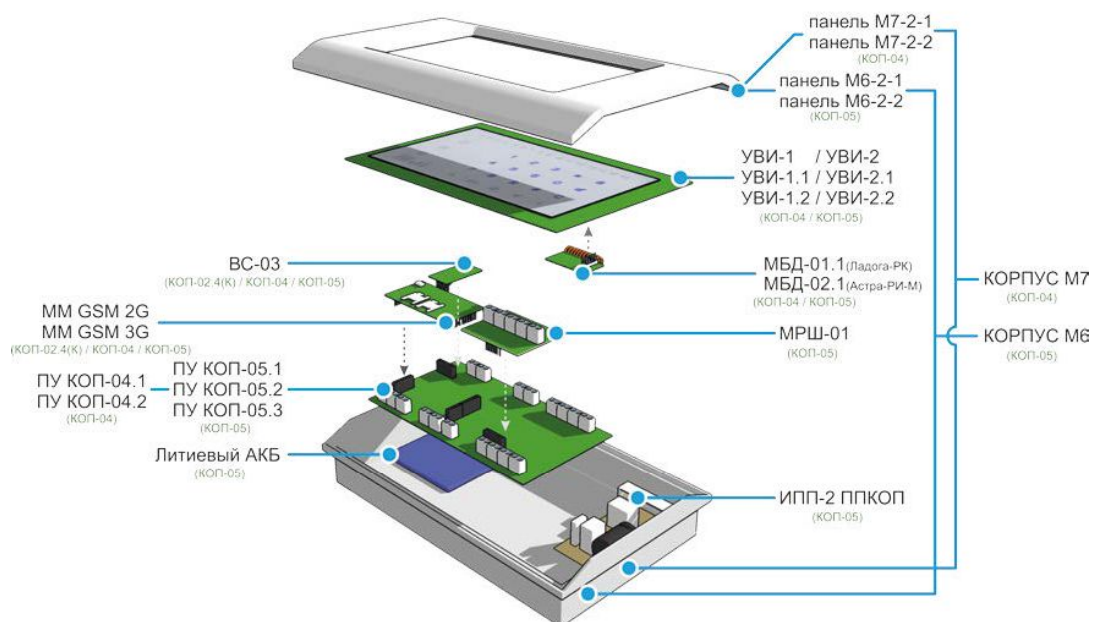 панель М7-2-1
панель М7-2-2
(КОП-04)
панель М6-2-1
панель М6-2-2
(КОП-05)
УВИ-1 / УВИ-2
УВИ-1.1 / УВИ-2.1
УВИ-1.2 / УВИ-2.2
(КОП-04 / КОП-05)
ВС-03
(КОП-02.4(К) / КОП-04 / КОП-05)
МБД-01.1(Ладога-РК)
МБД-02.1(Астра-РИ-М)
(КОП-04 / КОП-05)
КОРПУС М7
(КОП-04)
ММ GSM 2G
ММ GSM 3G
(КОП-02.4(К) / КОП-04 / КОП-05)
МРШ-01
(КОП-05)
КОРПУС М6
(КОП-05)
ПУ КОП-04.1
ПУ КОП-04.2
(КОП-04)
ПУ КОП-05.1
ПУ КОП-05.2
ПУ КОП-05.3
(КОП-05)
Литиевый АКБ
(КОП-05)
ИПП-2 ППКОП
(КОП-05)